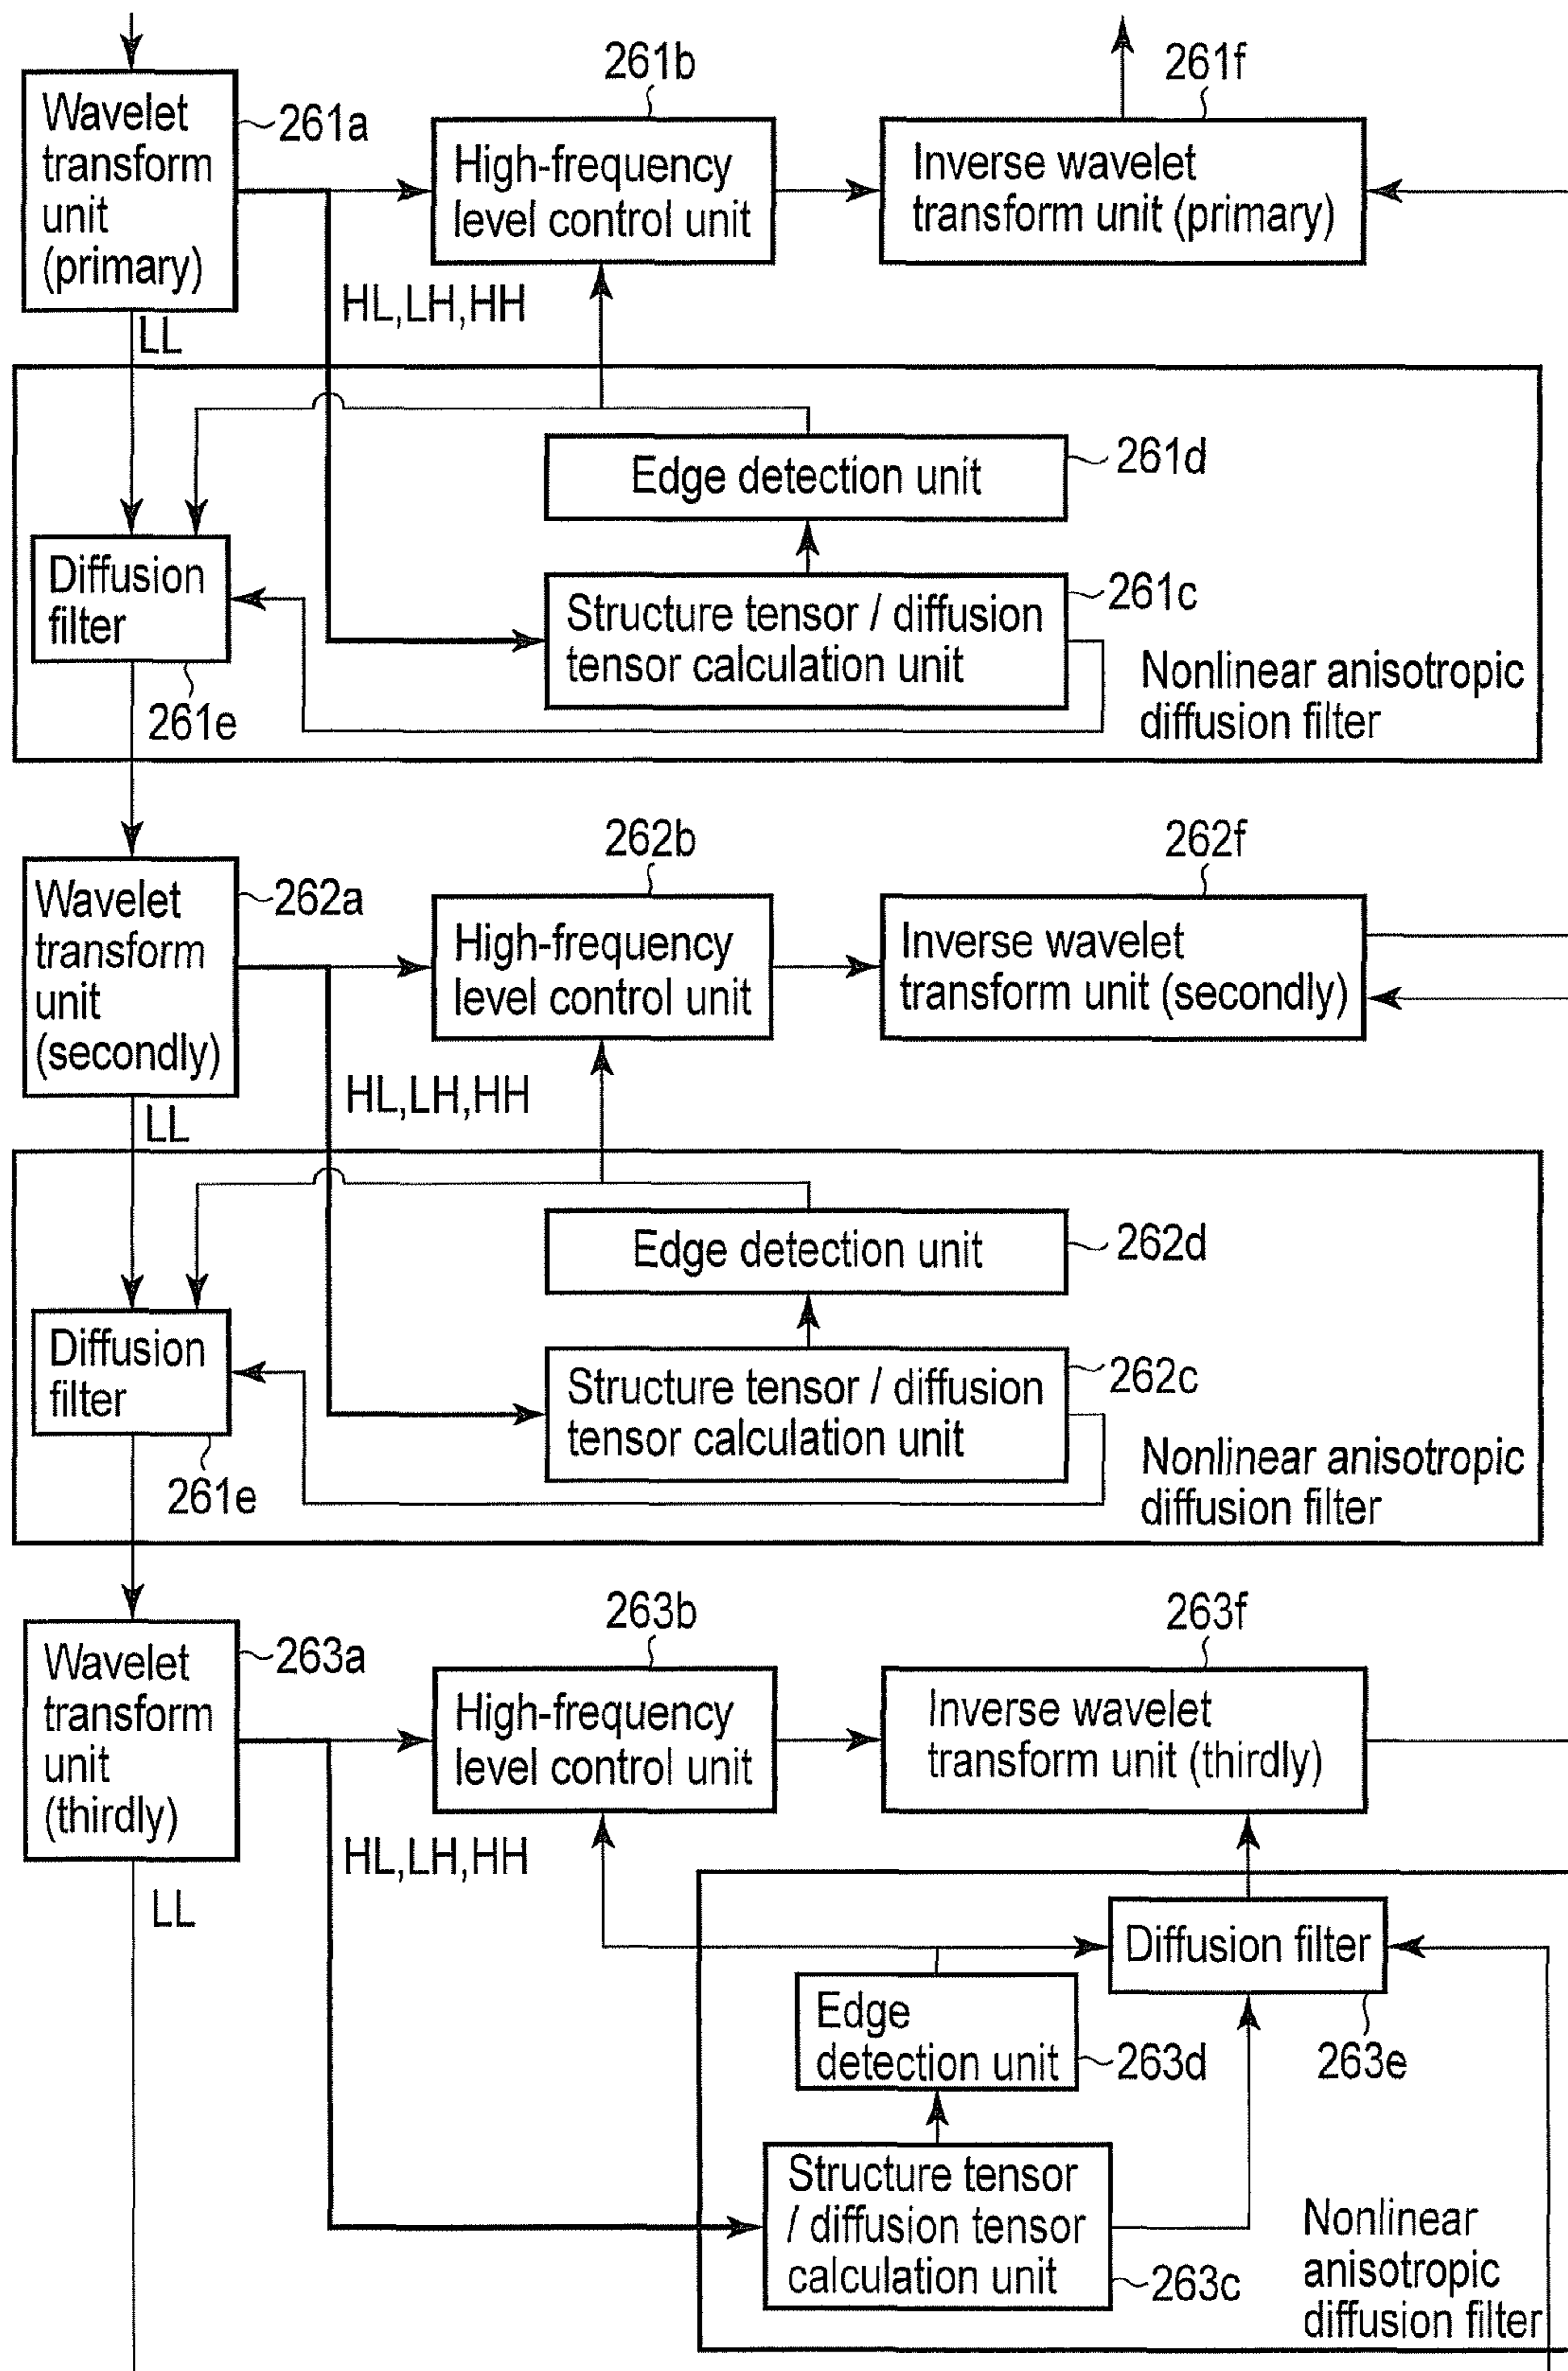 261b
261f
Wavelet
transform
unit
(primary)
261a
High-frequency
level control unit
Inverse wavelet
transform unit (primary)
HL,LH,HH
LL
Edge detection unit
261d
Diffusion
filter
261e
Structure tensor / diffusion
tensor calculation unit
261c
Nonlinear anisotropic
diffusion filter
262b
262f
Wavelet
transform
unit
(secondly)
262a
High-frequency
level control unit
Inverse wavelet
transform unit (secondly)
HL,LH,HH
LL
Edge detection unit
262d
Diffusion
filter
261e
Structure tensor / diffusion
tensor calculation unit
262c
Nonlinear anisotropic
diffusion filter
263b
263f
Wavelet
transform
unit
(thirdly)
263a
High-frequency
level control unit
Inverse wavelet
transform unit (thirdly)
HL,LH,HH
LL
Diffusion filter
263e
Edge
detection unit
263d
Structure tensor
/ diffusion tensor
calculation unit
263c
Nonlinear
anisotropic
diffusion filter